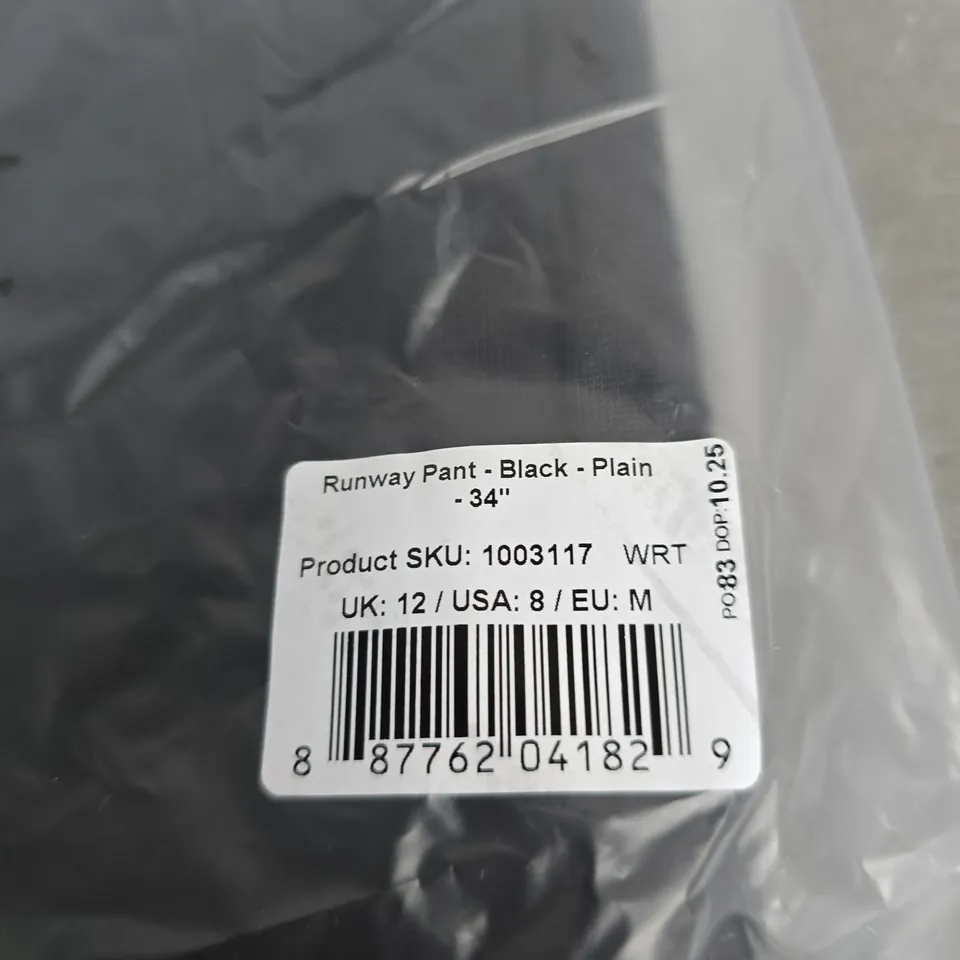 Runway Pant - Black - Plain
- 34"
Product SKU: 1003117 WRT
UK: 12 / USA: 8 / EU: M
8 87762 04182 9
PO83 DOP:10.25